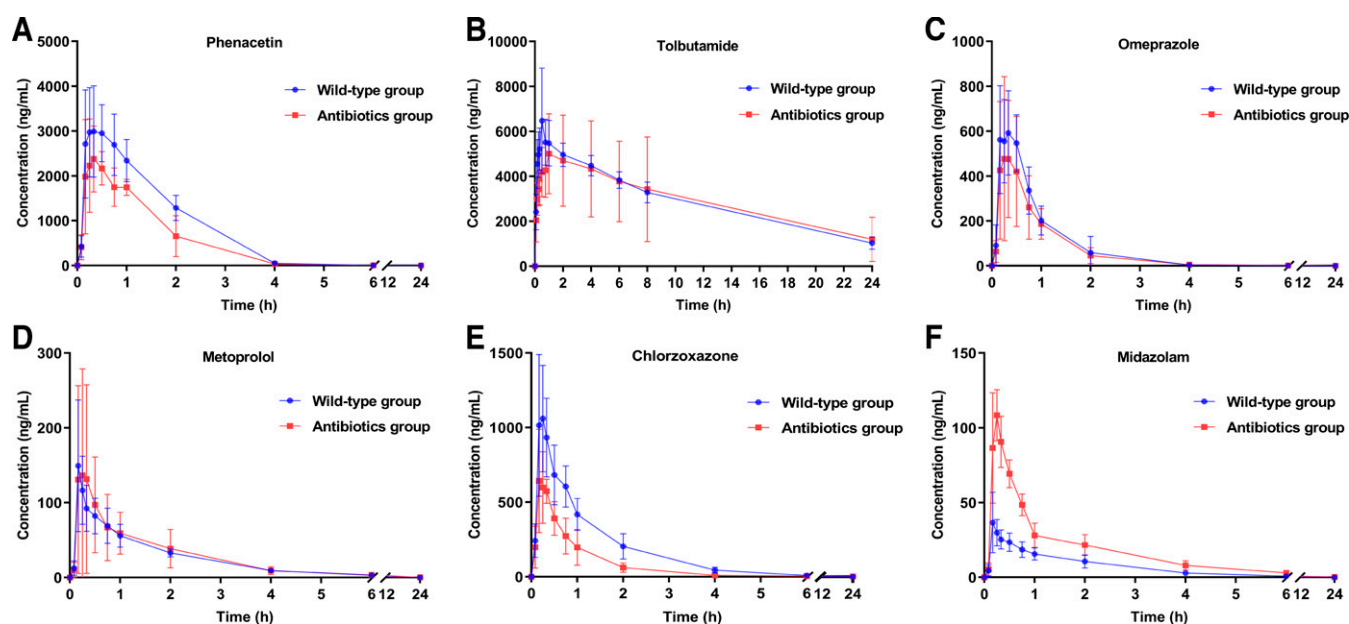 A
Phenacetin
Wild-type group
Antibiotics group
Concentration (ng/mL)
5000
4000
3000
2000
1000
0
0 1 2 3 4 5 6 12 24
Time (h)
B
Tolbutamide
Wild-type group
Antibiotics group
Concentration (ng/mL)
10000
8000
6000
4000
2000
0
0 2 4 6 8 10 12 14 16 18 20 22 24
Time (h)
C
Omeprazole
Wild-type group
Antibiotics group
Concentration (ng/mL)
1000
800
600
400
200
0
0 1 2 3 4 5 6 12 24
Time (h)
D
Metoprolol
Wild-type group
Antibiotics group
Concentration (ng/mL)
300
200
100
0
0 1 2 3 4 5 6 12 24
Time (h)
E
Chlorzoxazone
Wild-type group
Antibiotics group
Concentration (ng/mL)
1500
1000
500
0
0 1 2 3 4 5 6 12 24
Time (h)
F
Midazolam
Wild-type group
Antibiotics group
Concentration (ng/mL)
150
100
50
0
0 1 2 3 4 5 6 12 24
Time (h)